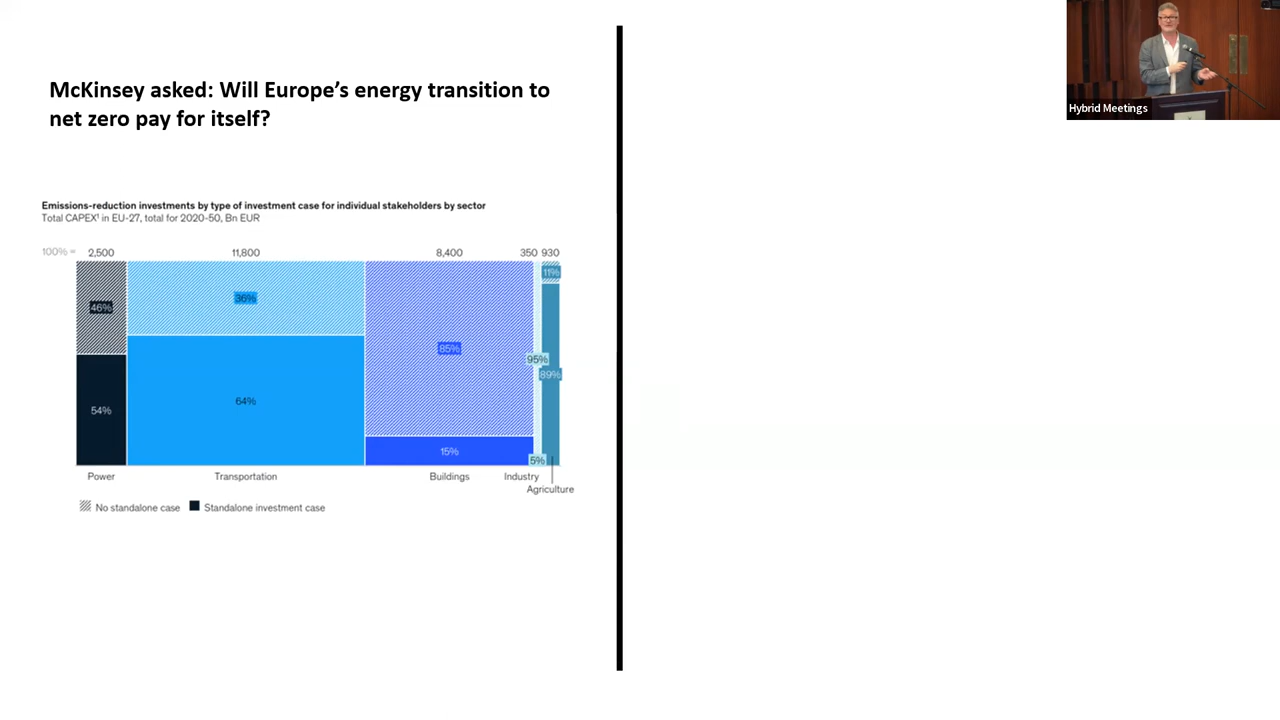 McKinsey asked: Will Europe’s energy transition to
net zero pay for itself?
Hybrid Meetings
Emissions-reduction investments by type of investment case for individual stakeholders by sector
Total CAPEX¹ in EU-27, total for 2020-50, Bn EUR
100% = 2,500 11,800 8,400 350 930
11%
36%
46%
85%
95%
89%
64%
54%
15%
5%
Power Transportation Buildings Industry
Agriculture
No standalone case Standalone investment case